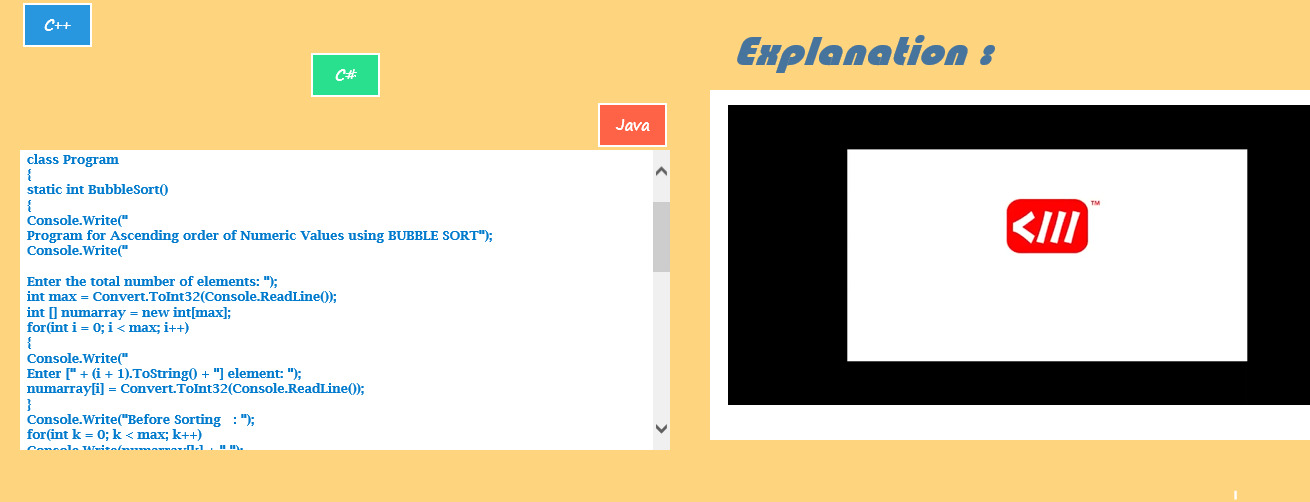 C++
C#
Java
class Program
{
static int BubbleSort()
{
Console.Write("
Program for Ascending order of Numeric Values using BUBBLE SORT");
Console.Write("
Enter the total number of elements: ");
int max = Convert.ToInt32(Console.ReadLine());
int [] numarray = new int[max];
for(int i = 0; i < max; i++)
{
Console.Write("
Enter [" + (i + 1).ToString() + "] element: ");
numarray[i] = Convert.ToInt32(Console.ReadLine());
}
Console.Write("Before Sorting   : ");
for(int k = 0; k < max; k++)
Console.Write(numarray[k] + " ");
Explanation :
TM